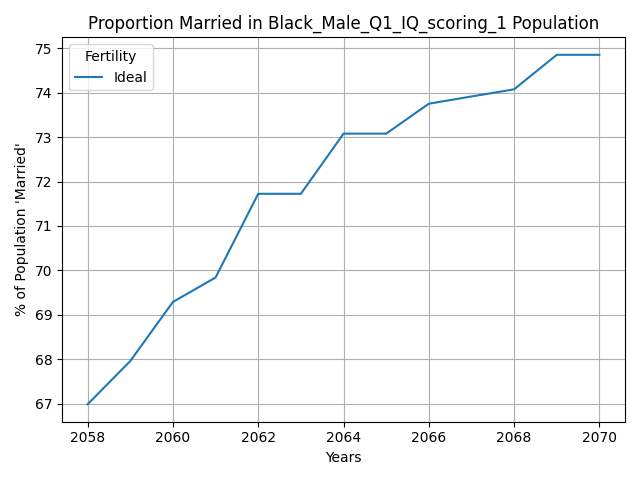 Proportion Married in Black_Male_Q1_IQ_scoring_1 Population
% of Population 'Married'
75
74
73
72
71
70
69
68
67
Fertility
Ideal
2058 2060 2062 2064 2066 2068 2070
Years